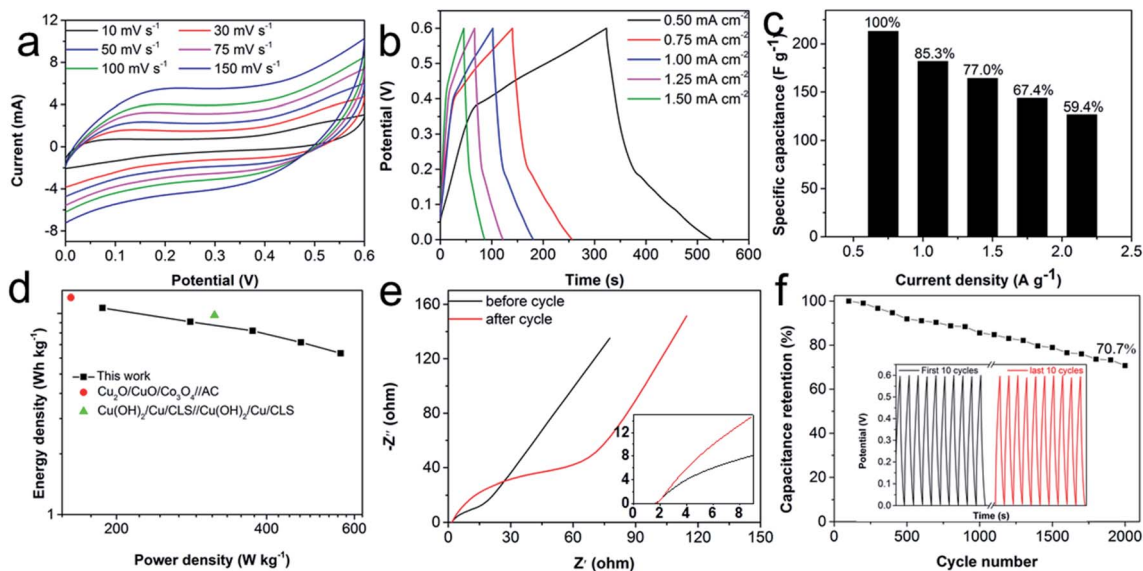 a
10 mV s⁻¹ 30 mV s⁻¹
50 mV s⁻¹ 75 mV s⁻¹
100 mV s⁻¹ 150 mV s⁻¹
12
8
4
0
-4
-8
Current (mA)
0.0 0.1 0.2 0.3 0.4 0.5 0.6
Potential (V)
b
0.50 mA cm⁻²
0.75 mA cm⁻²
1.00 mA cm⁻²
1.25 mA cm⁻²
1.50 mA cm⁻²
0.6
0.5
0.4
0.3
0.2
0.1
0.0
Potential (V)
0 100 200 300 400 500 600
Time (s)
c
100%
85.3%
77.0%
67.4%
59.4%
200
150
100
50
0
Specific capacitance (F g⁻¹)
0.5 1.0 1.5 2.0 2.5
Current density (A g⁻¹)
d
This work
Cu₂O/CuO/Co₃O₄//AC
Cu(OH)₂/Cu/CLS//Cu(OH)₂/Cu/CLS
1
Energy density (Wh kg⁻¹)
200 400 600
Power density (W kg⁻¹)
e
before cycle
after cycle
160
120
80
40
0
-Z'' (ohm)
0 30 60 90 120 150
Z' (ohm)
12
8
4
0
2 4 6 8
f
70.7%
100
80
60
40
20
0
Capacitance retention (%)
0 500 1000 1500 2000
Cycle number
First 10 cycles last 10 cycles
0.6
0.5
0.4
0.3
0.2
0.1
0.0
Potential (V)
Time (s)